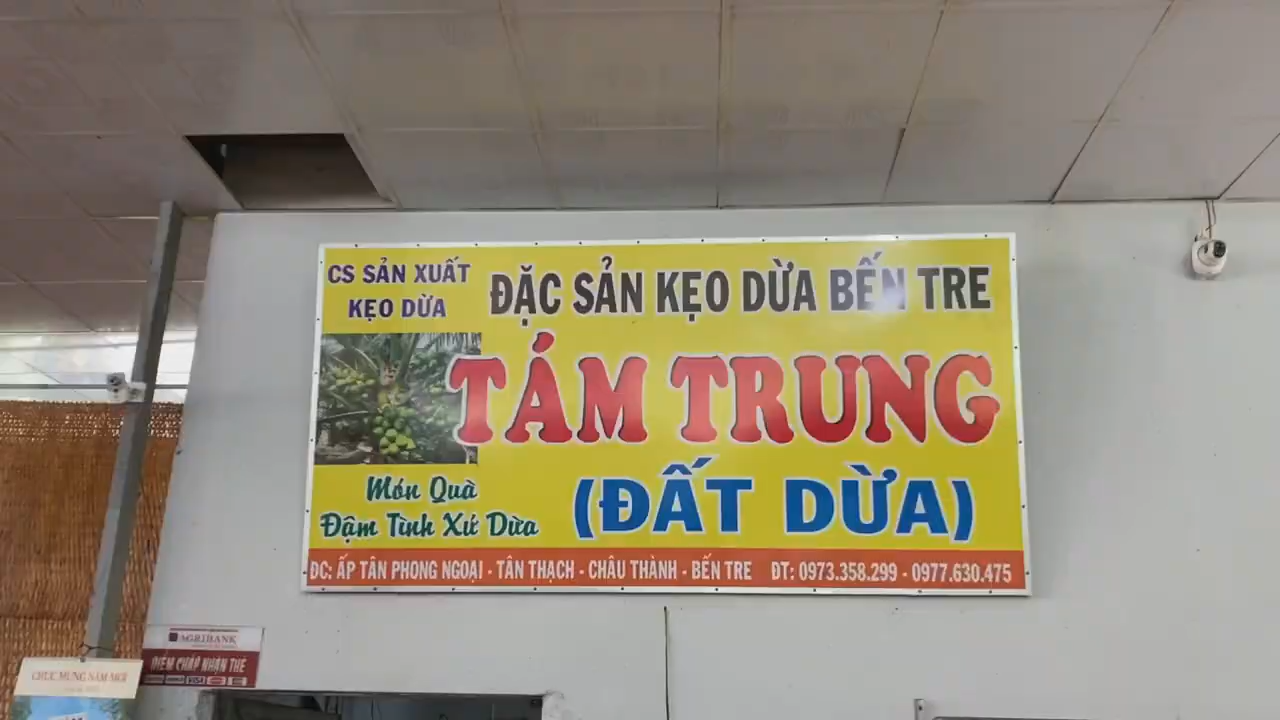 CS SẢN XUẤT
KẸO DỪA
ĐẶC SẢN KẸO DỪA BẾN TRE
TÁM TRUNG
(ĐẤT DỪA)
Món Quà
Đậm Tình Xứ Dừa
ĐC: ẤP TÂN PHONG NGOẠI - TÂN THẠCH - CHÂU THÀNH - BẾN TRE ĐT: 0973.358.299 - 0977.630.475
AGRIBANK
ĐIỂM CHẤP NHẬN THẺ
VISA
CHÚC MỪNG NĂM MỚI